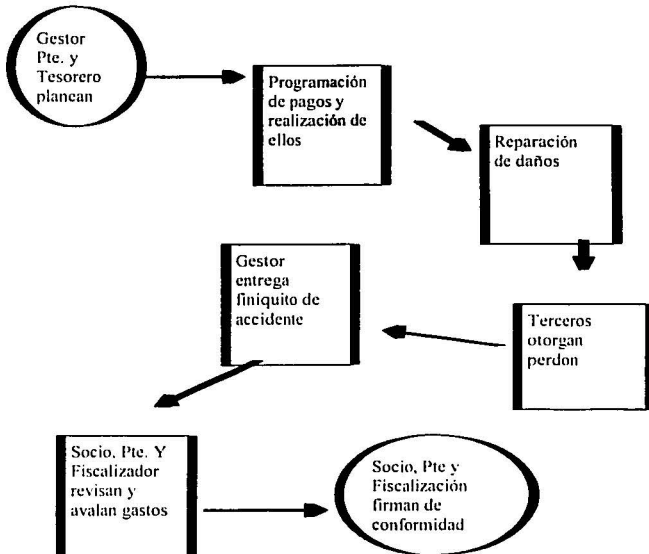 Gestor
Pte. y
Tesorero
planean
Programación
de pagos y
realización de
ellos
Reparación
de daños
Terceros
otorgan
perdon
Gestor
entrega
finiquito de
accidente
Socio, Pte. Y
Fiscalizador
revisan y
avalan gastos
Socio, Pte y
Fiscalización
firman de
conformidad